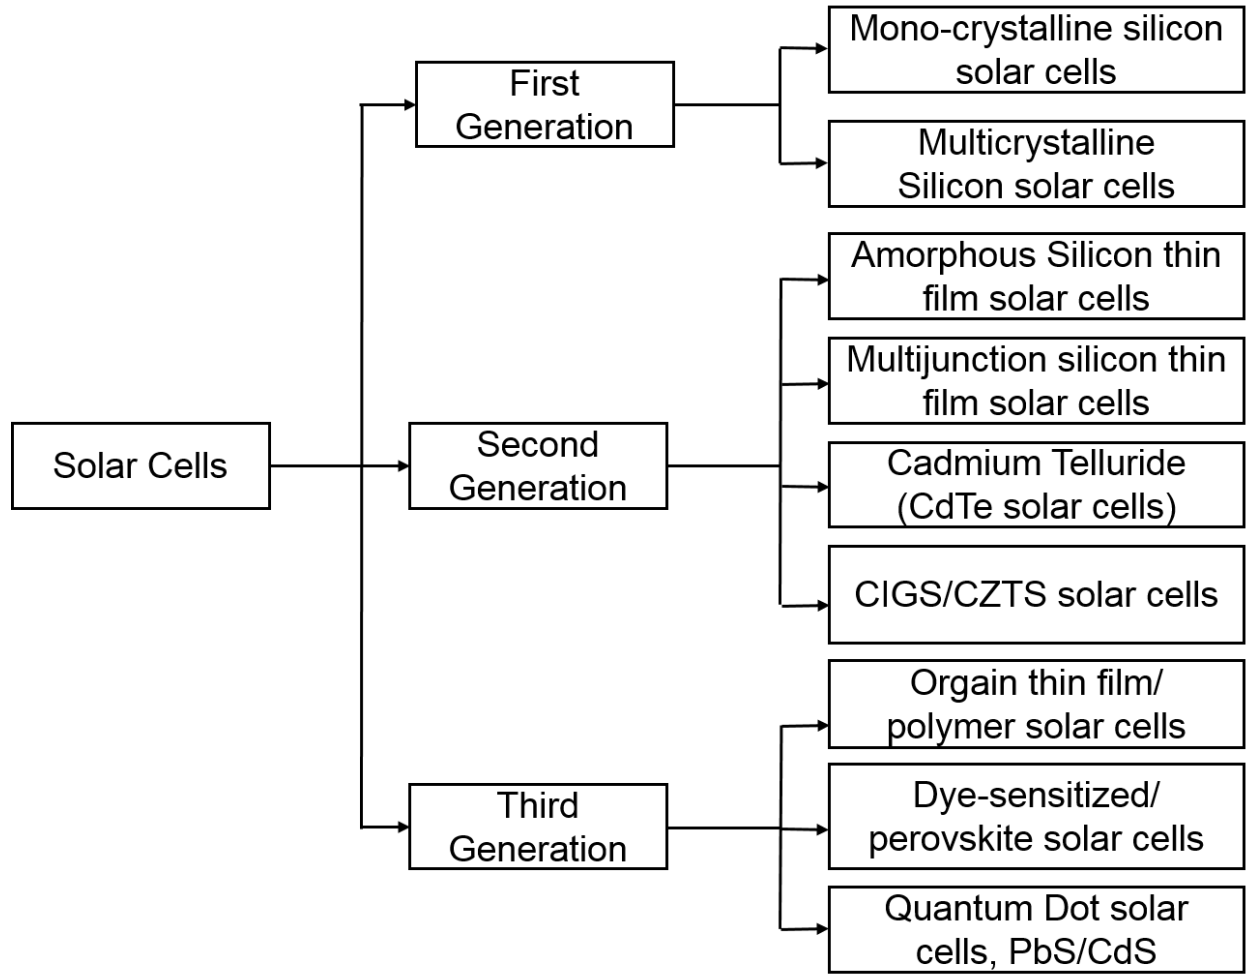 Solar Cells
First
Generation
Mono-crystalline silicon
solar cells
Multicrystalline
Silicon solar cells
Second
Generation
Amorphous Silicon thin
film solar cells
Multijunction silicon thin
film solar cells
Cadmium Telluride
(CdTe solar cells)
CIGS/CZTS solar cells
Third
Generation
Orgain thin film/
polymer solar cells
Dye-sensitized/
perovskite solar cells
Quantum Dot solar
cells, PbS/CdS